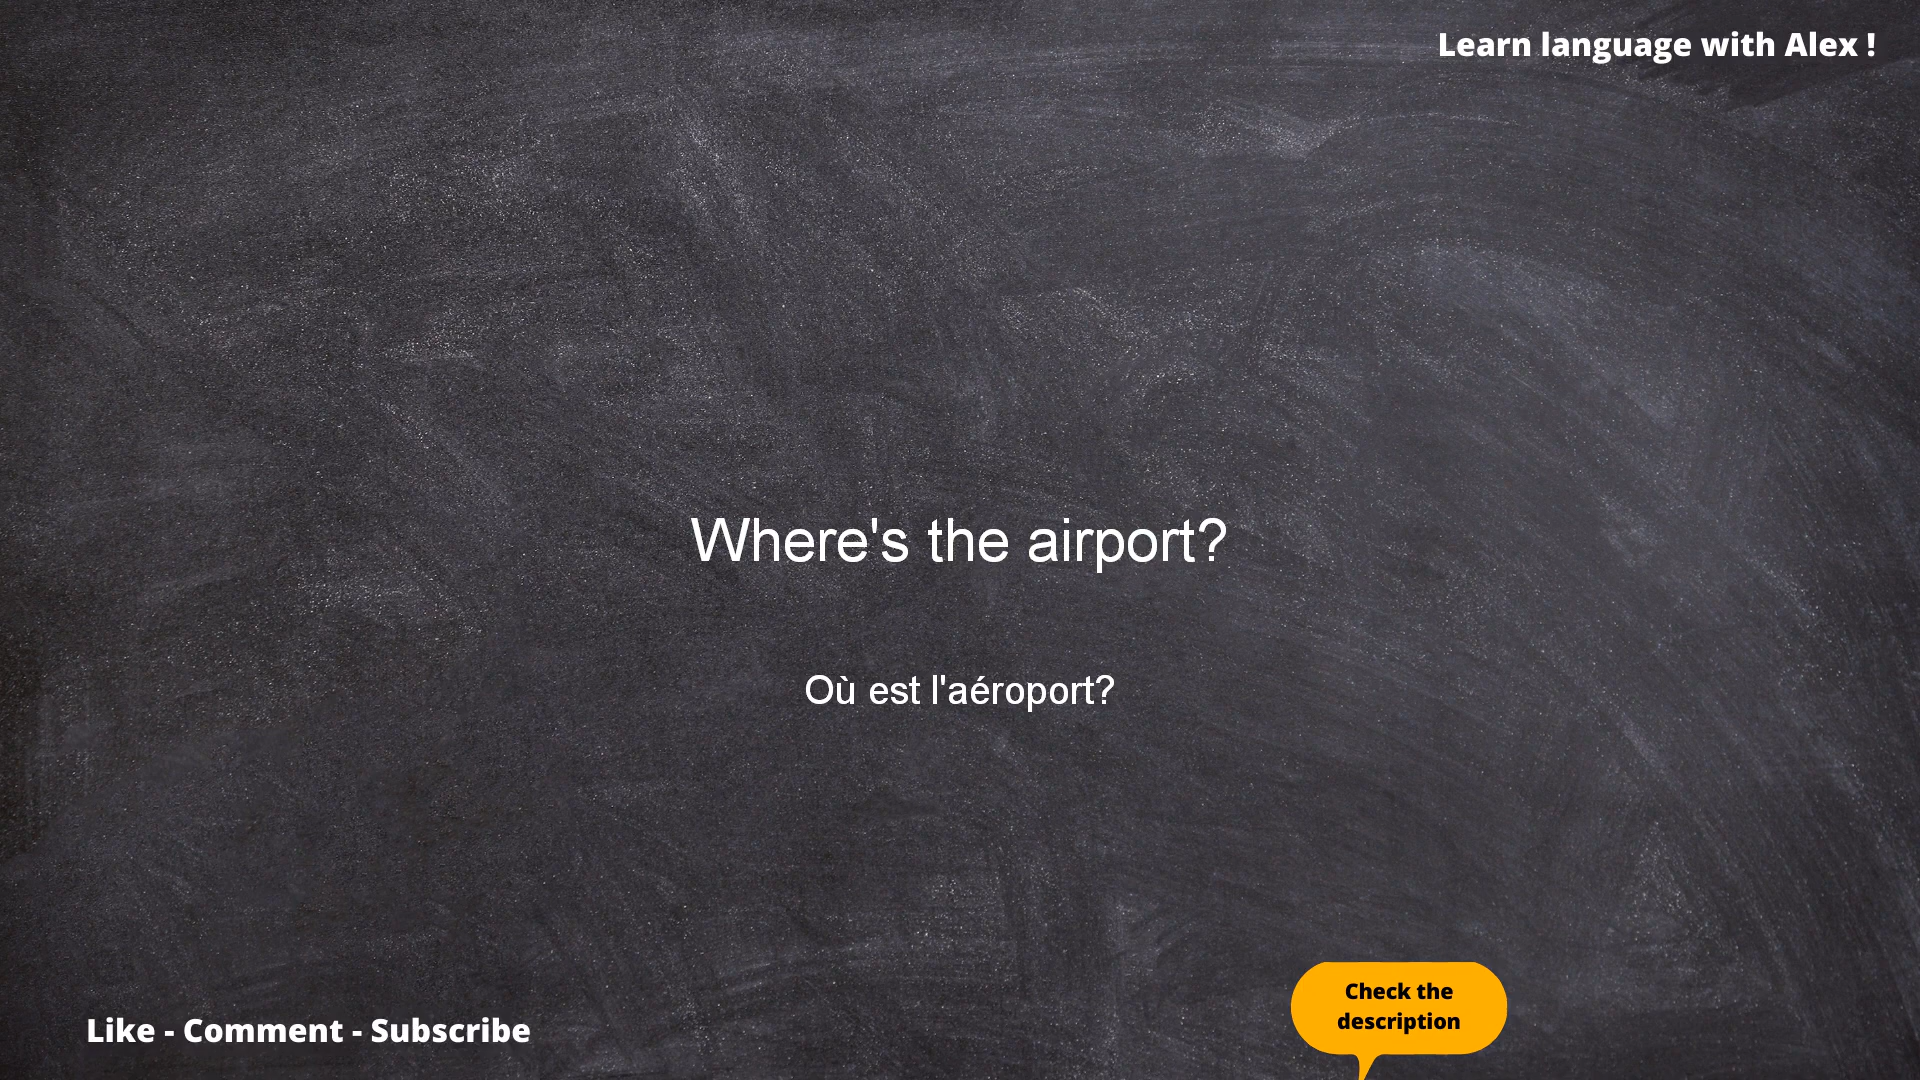 Learn language with Alex !
Where's the airport?
Où est l'aéroport?
Check the
description
Like - Comment - Subscribe